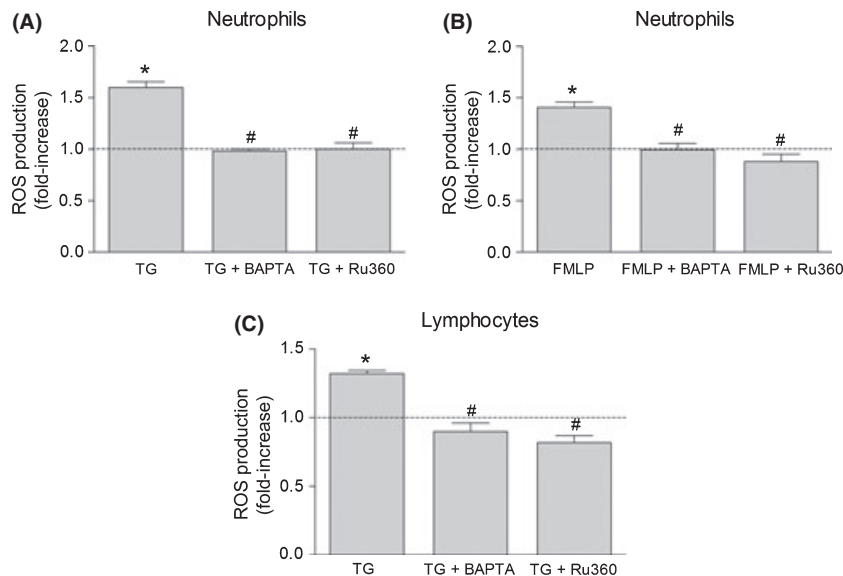 (A)
Neutrophils
ROS production
(fold-increase)
2.0
1.5
1.0
0.5
0.0
*
#
#
TG
TG + BAPTA
TG + Ru360
(B)
Neutrophils
ROS production
(fold-increase)
2.0
1.5
1.0
0.5
0.0
*
#
#
FMLP
FMLP + BAPTA
FMLP + Ru360
(C)
Lymphocytes
ROS production
(fold-increase)
1.5
1.0
0.5
0.0
*
#
#
TG
TG + BAPTA
TG + Ru360